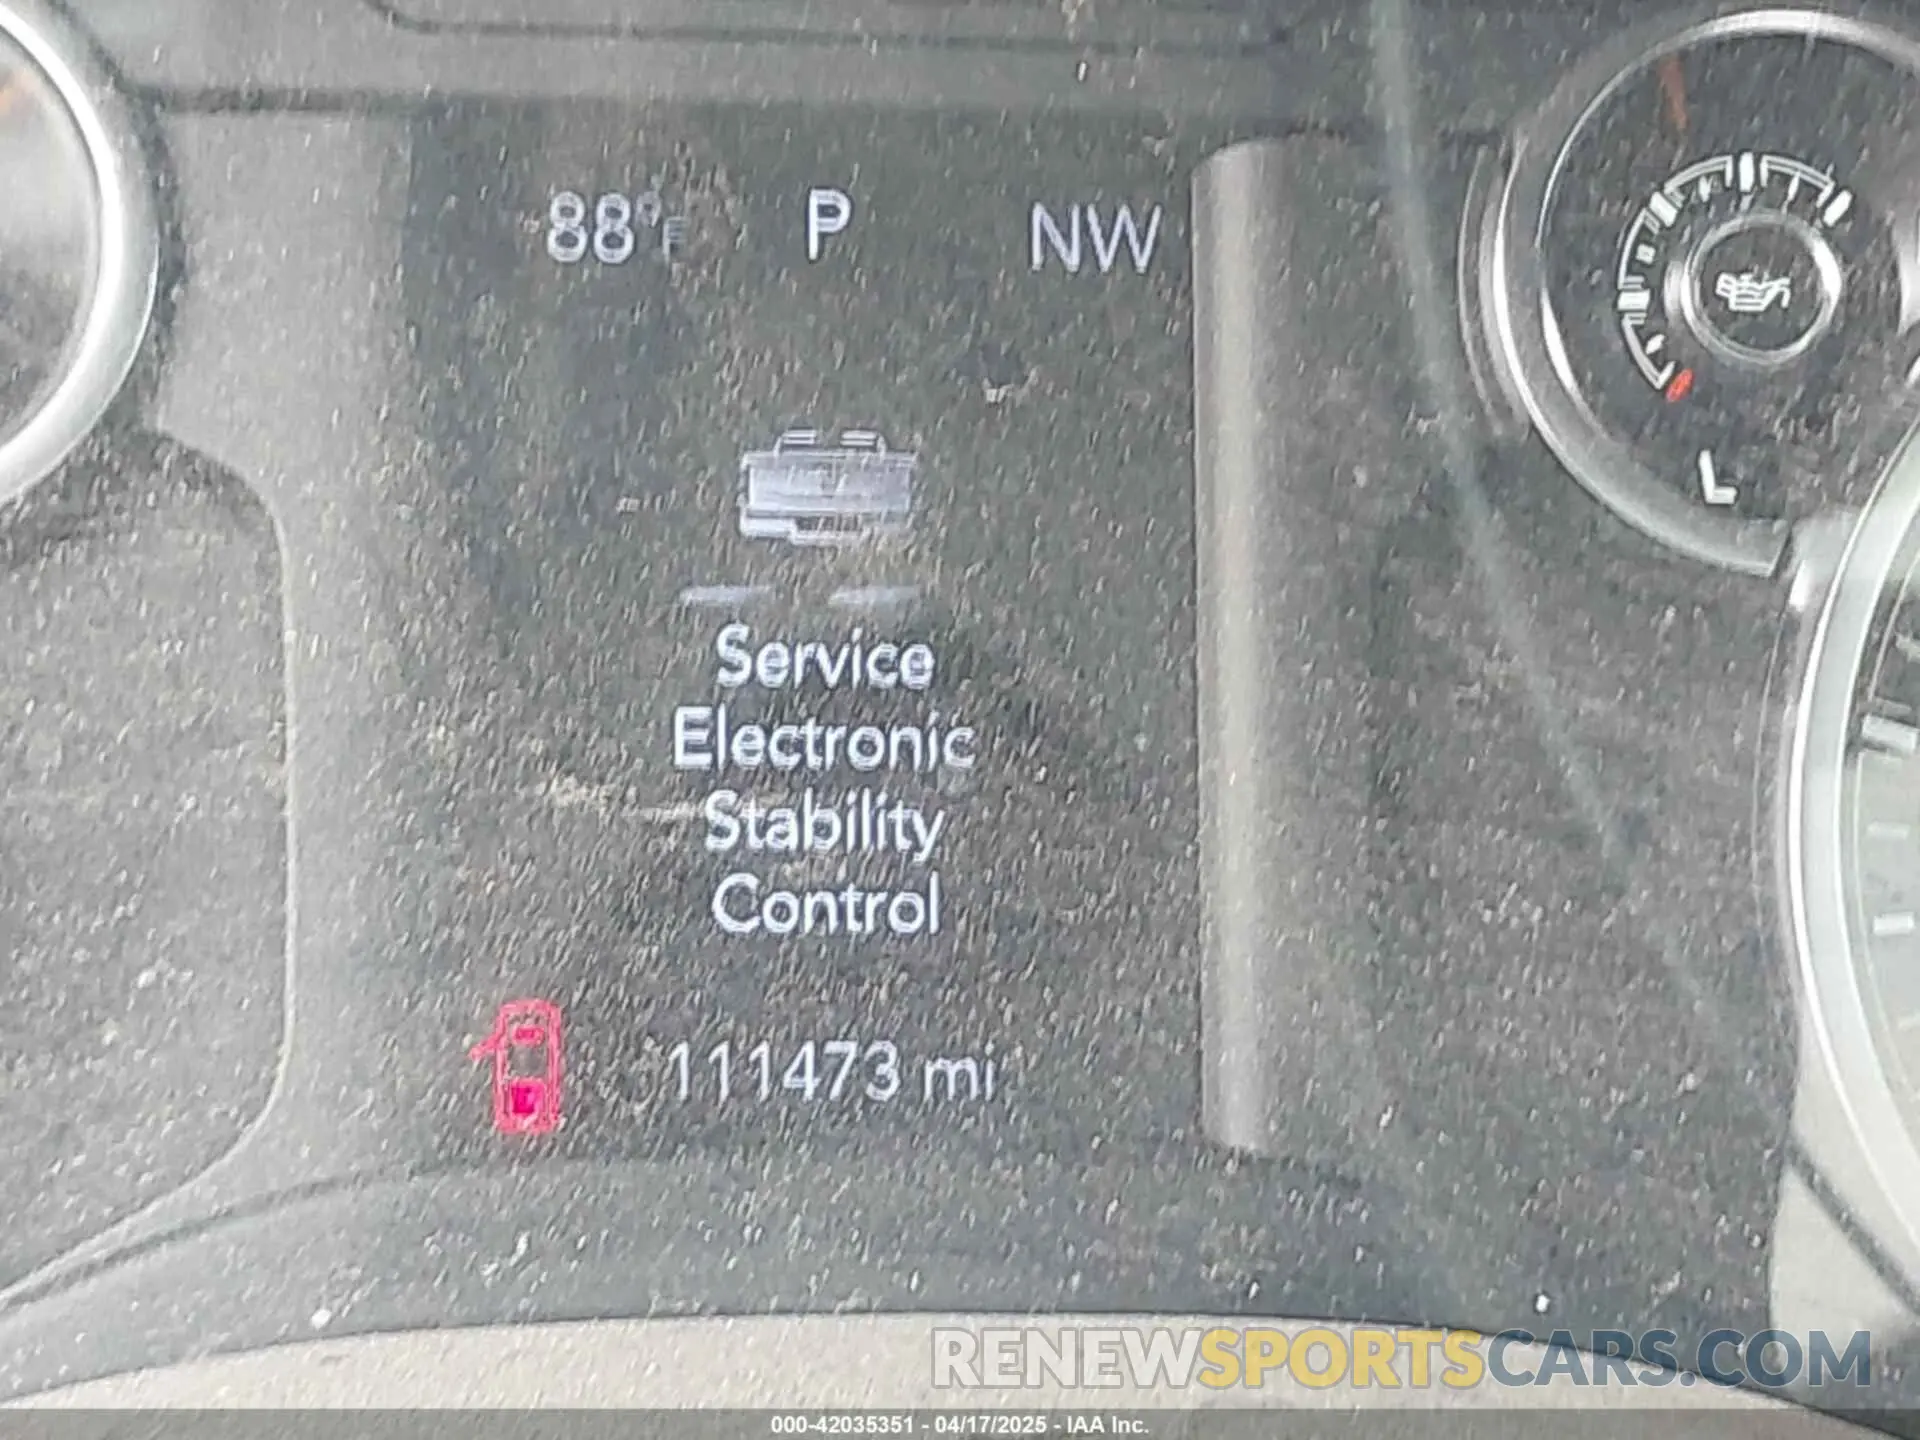 88°F P NW
Service
Electronic
Stability
Control
111473 mi
L
RENEWSPORTSCARS.COM
000-42035351 - 04/17/2025 - IAA Inc.